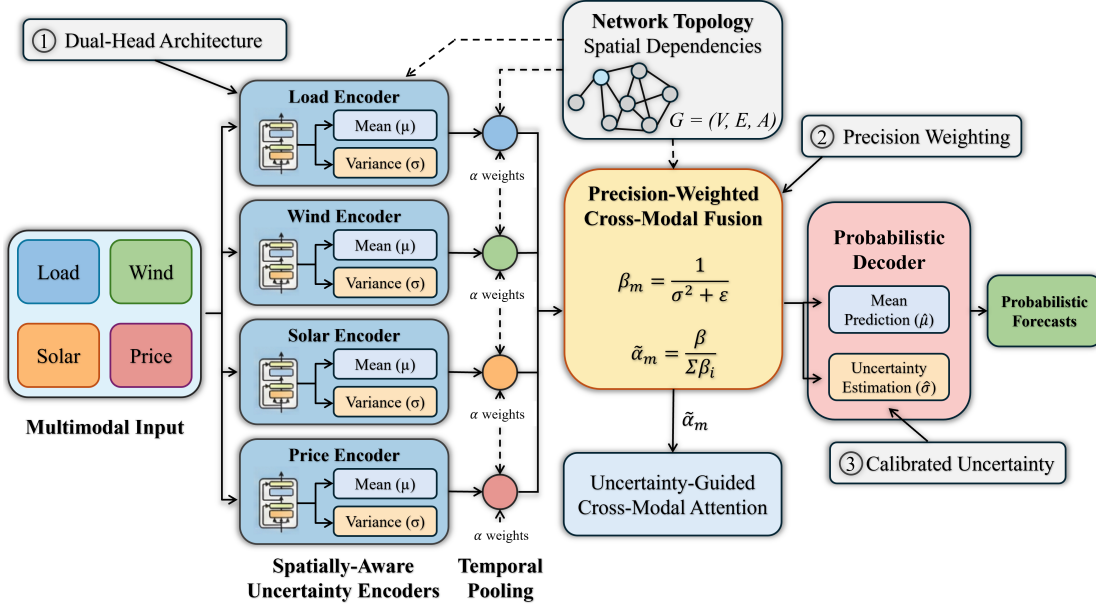 ① Dual-Head Architecture
Network Topology
Spatial Dependencies
G = (V, E, A)
② Precision Weighting
Load
Wind
Solar
Price
Multimodal Input
Load Encoder
Mean (μ)
Variance (σ)
Wind Encoder
Mean (μ)
Variance (σ)
Solar Encoder
Mean (μ)
Variance (σ)
Price Encoder
Mean (μ)
Variance (σ)
Spatially-Aware
Uncertainty Encoders
α weights
α weights
α weights
α weights
Temporal
Pooling
Precision-Weighted
Cross-Modal Fusion
βₘ = 1 / (σ² + ε)
α̃ₘ = β / Σβᵢ
α̃ₘ
Uncertainty-Guided
Cross-Modal Attention
Probabilistic
Decoder
Mean
Prediction (μ̂)
Uncertainty
Estimation (σ̂)
③ Calibrated Uncertainty
Probabilistic
Forecasts